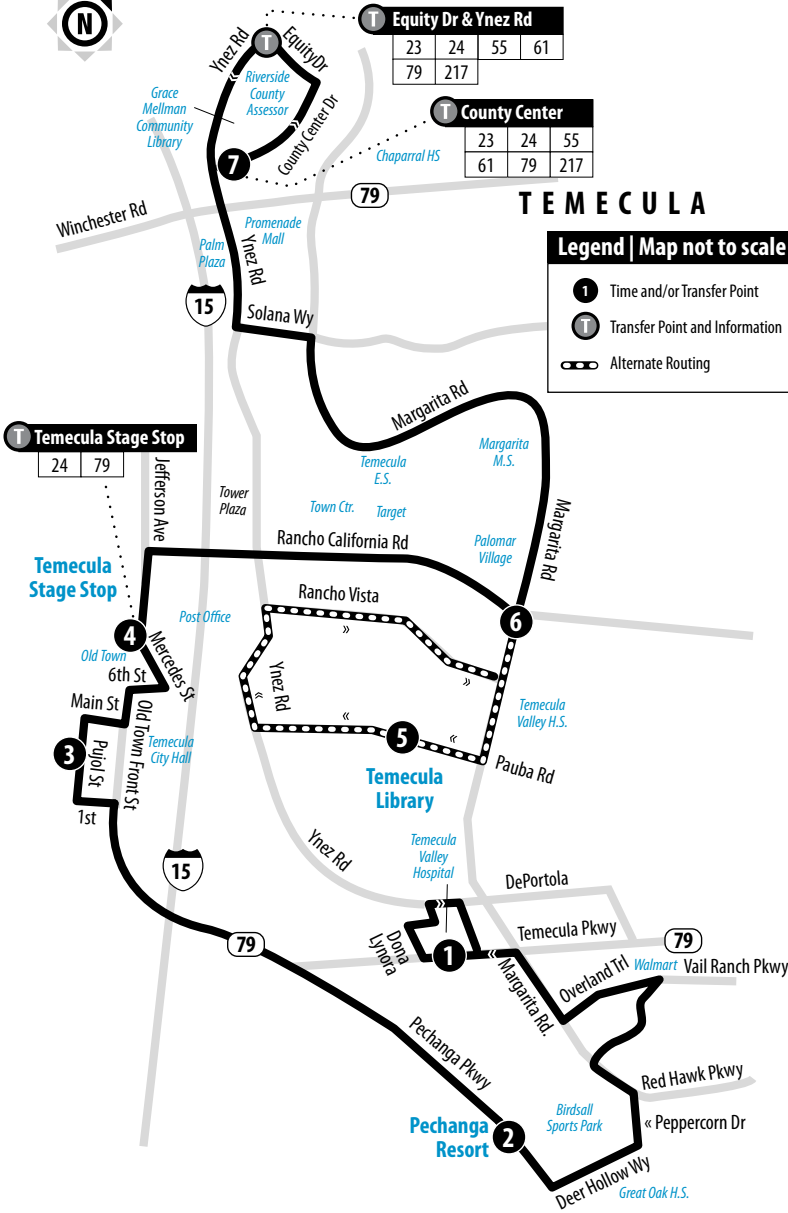 N
T Equity Dr & Ynez Rd
23 24 55 61
79 217
T County Center
23 24 55
61 79 217
Ynez Rd
T
Equity Dr
Riverside
County
Assessor
Grace
Mellman
Community
Library
County Center Dr
7
Chaparral HS
79
TEMECULA
Winchester Rd
Promenade
Mall
Palm
Plaza
Ynez Rd
15
Solana Wy
Legend | Map not to scale
1 Time and/or Transfer Point
T Transfer Point and Information
Alternate Routing
Margarita Rd
T Temecula Stage Stop
24 79
Jefferson Ave
Tower
Plaza
Temecula
E.S.
Margarita
M.S.
Town Ctr.
Target
Margarita Rd
Rancho California Rd
Palomar
Village
Temecula
Stage Stop
Rancho Vista
Post Office
4
6
Old Town
Mercedes St
6th St
Main St
Ynez Rd
Temecula
Valley H.S.
Old Town Front St
Temecula
City Hall
3
Pujol St
5
Temecula
Library
Pauba Rd
1st
Ynez Rd
Temecula
Valley
Hospital
15
DePortola
79
Dona
Lynora
1
Temecula Pkwy
79
Margarita Rd.
Overland Trl
Walmart
Vail Ranch Pkwy
Pechanga Pkwy
Red Hawk Pkwy
Birdsall
Sports Park
« Peppercorn Dr
Pechanga
Resort
2
Deer Hollow Wy
Great Oak H.S.